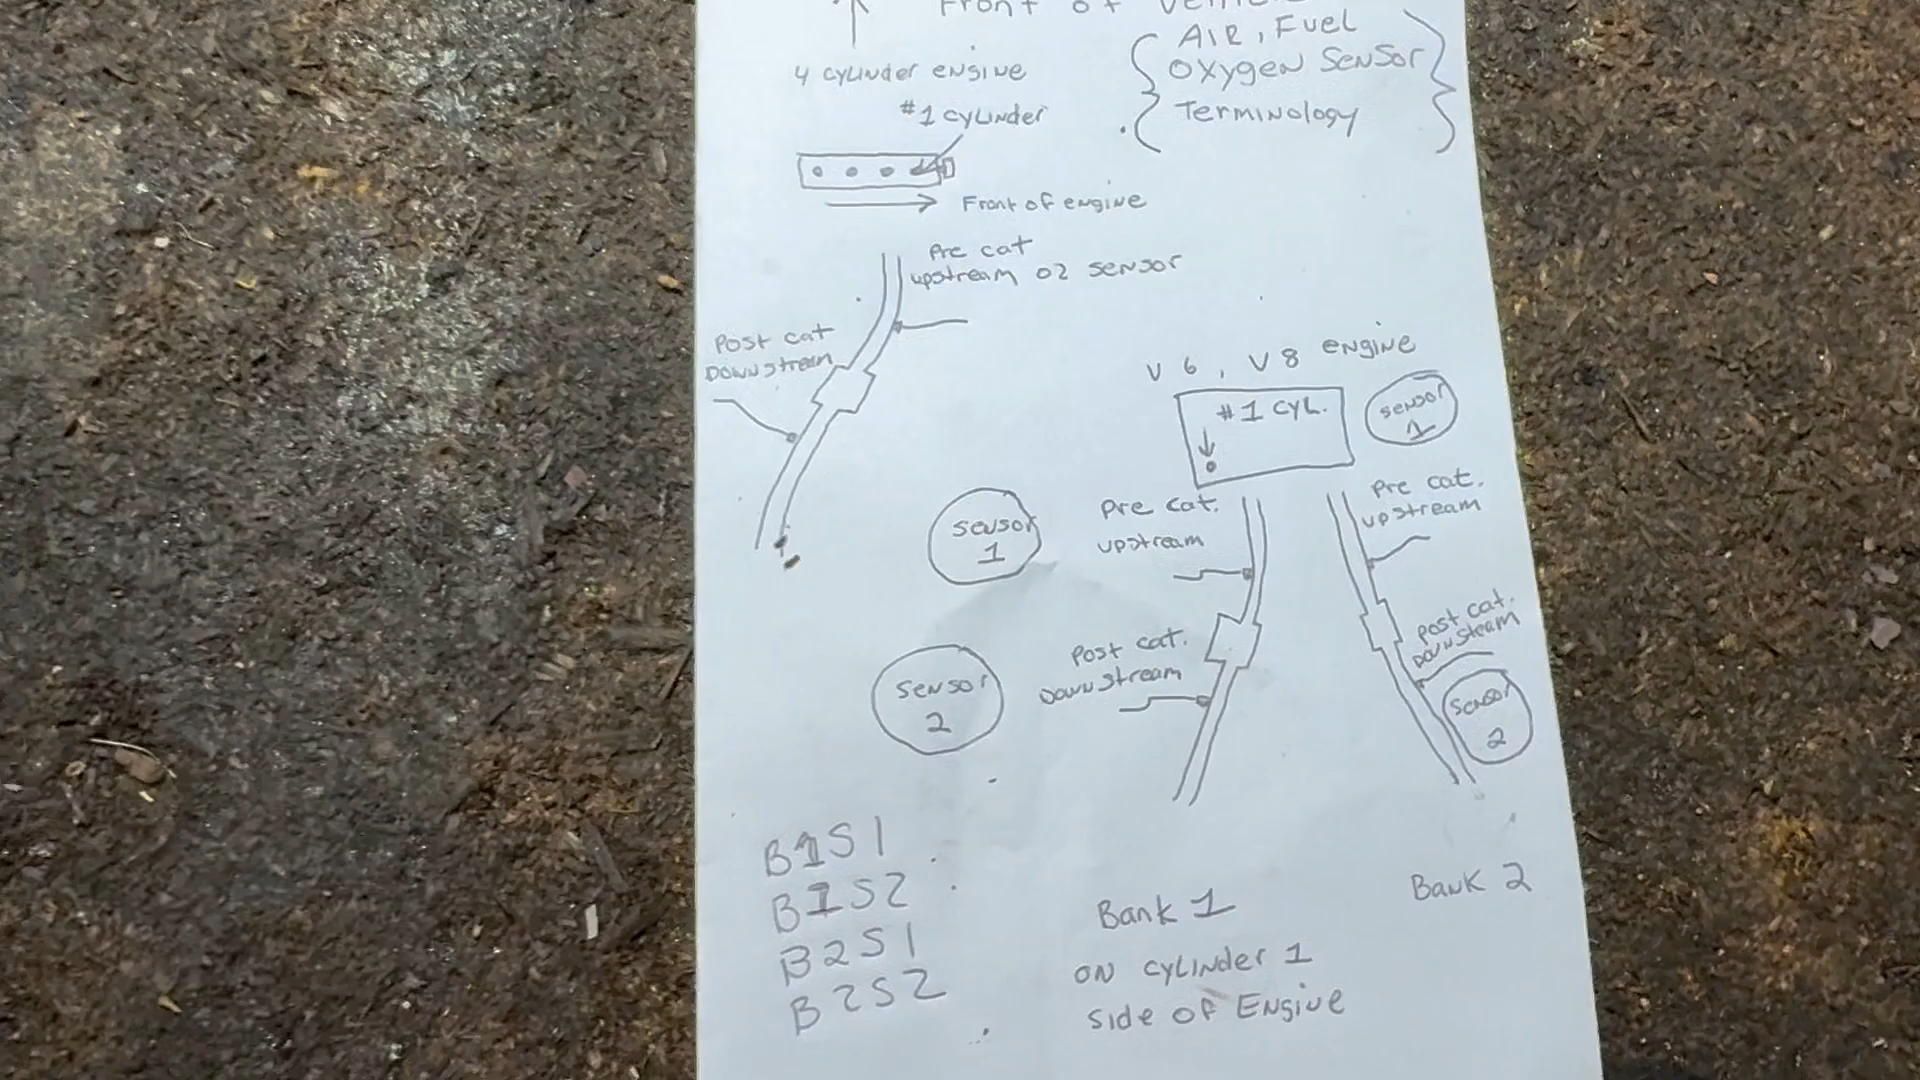 Front of Vehicle
AIR, Fuel
Oxygen Sensor
Terminology
4 cylinder engine
#1 cylinder
Front of engine
Pre cat
upstream O2 sensor
Post cat
Downstream
V6, V8 engine
#1 cyl.
Sensor
1
Pre cat.
upstream
Pre cat.
upstream
Sensor
1
Post cat.
Downstream
Sensor
2
Post cat.
Downsteam
Sensor
2
B1S1
B1S2
B2S1
B2S2
Bank 1
on cylinder 1
side of Engine
Bank 2